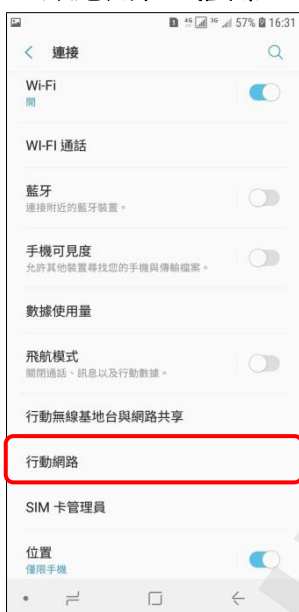 1 4G 3G 57% 16:31
連接
Wi-Fi
開
WI-FI 通話
藍牙
連接附近的藍牙裝置。
手機可見度
允許其他裝置尋找您的手機與傳輸檔案。
數據使用量
飛航模式
關閉通話、訊息以及行動數據。
行動無線基地台與網路共享
行動網路
SIM 卡管理員
位置
僅限手機